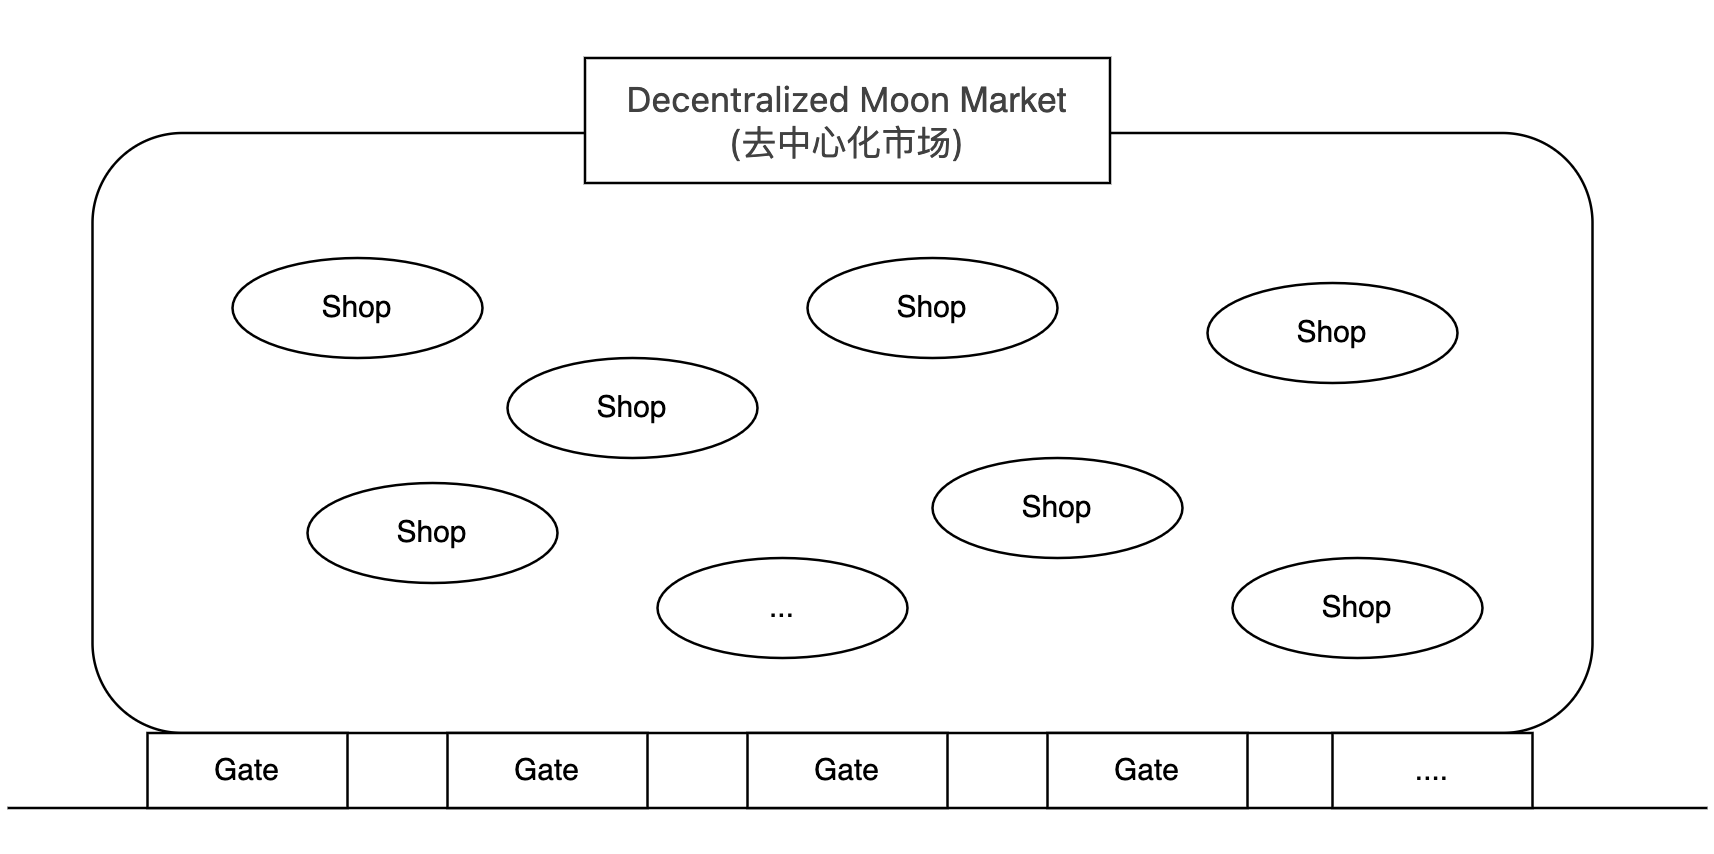 Decentralized Moon Market
(去中心化市场)
Shop
Shop
Shop
Shop
Shop
Shop
...
Shop
Gate
Gate
Gate
Gate
....